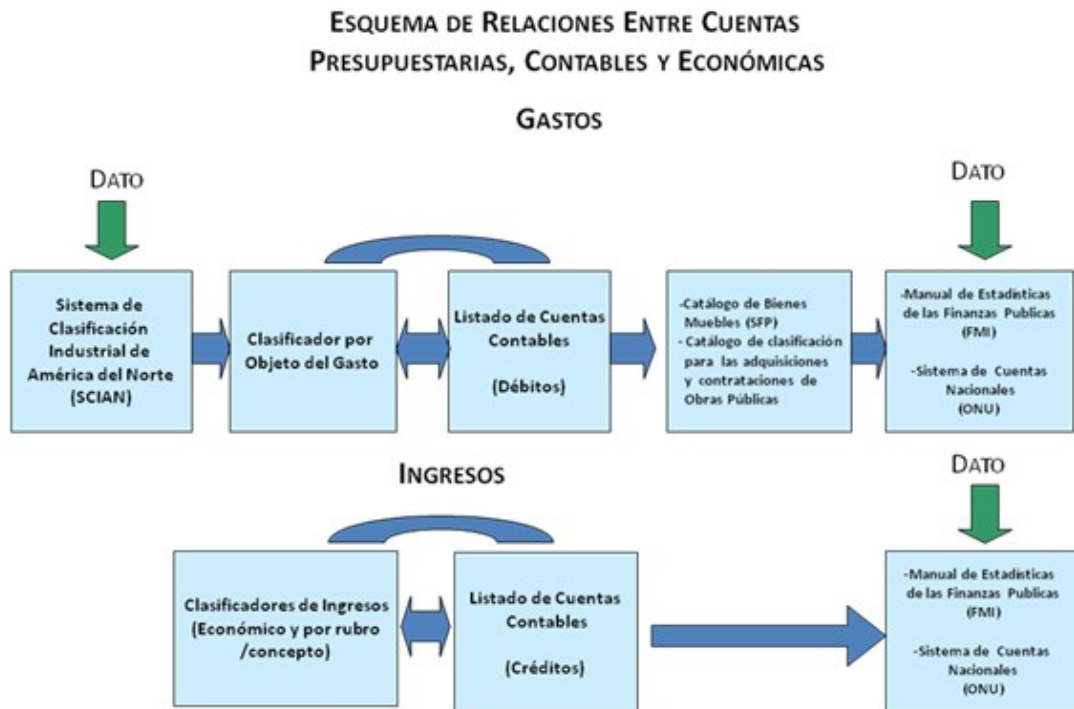 ESQUEMA DE RELACIONES ENTRE CUENTAS
PRESUPUESTARIAS, CONTABLES Y ECONÓMICAS
GASTOS
DATO
DATO
Sistema de
Clasificación
Industrial de
América del Norte
(SCIAN)
Clasificador por
Objeto del Gasto
Listado de Cuentas
Contables
(Débitos)
-Catálogo de Bienes
Muebles (SFP)
- Catálogo de clasificación
para las adquisiciones
y contrataciones de
Obras Públicas
-Manual de Estadísticas
de las Finanzas Publicas
(FMI)
-Sistema de Cuentas
Nacionales
(ONU)
INGRESOS
DATO
Clasificadores de Ingresos
(Económico y por rubro
/concepto)
Listado de Cuentas
Contables
(Créditos)
-Manual de Estadísticas
de las Finanzas Publicas
(FMI)
-Sistema de Cuentas
Nacionales
(ONU)